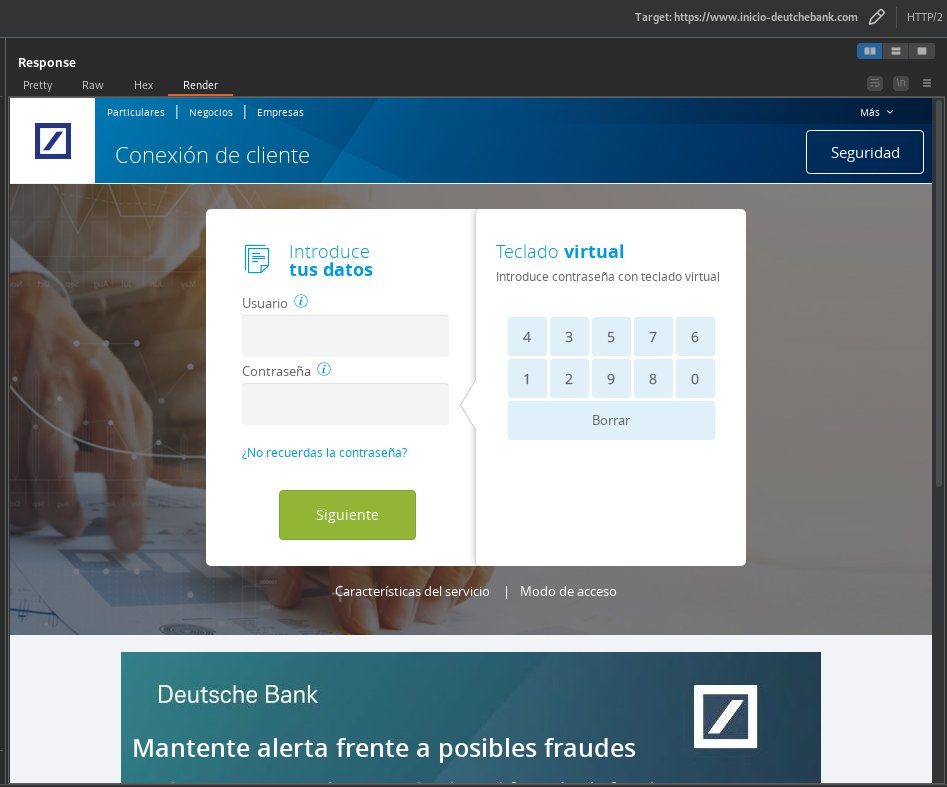 Target: https://www.inicio-deutchebank.com HTTP/2
Response
Pretty Raw Hex Render
\n
Particulares | Negocios | Empresas Más
Conexión de cliente
Seguridad
Introduce
tus datos
Usuario
Contraseña
¿No recuerdas la contraseña?
Siguiente
Teclado virtual
Introduce contraseña con teclado virtual
4 3 5 7 6
1 2 9 8 0
Borrar
Características del servicio | Modo de acceso
Deutsche Bank
Mantente alerta frente a posibles fraudes